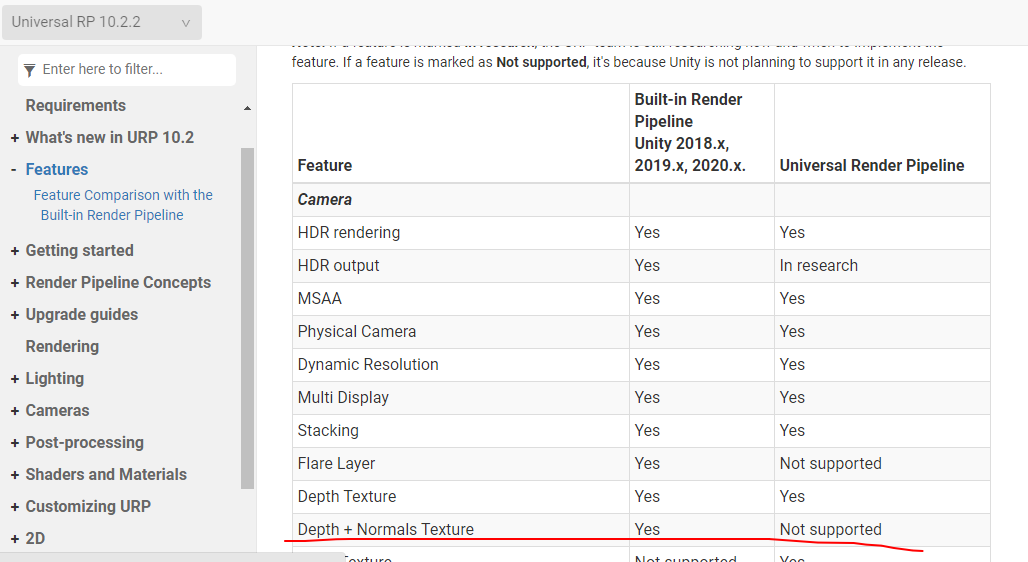 Universal RP 10.2.2
Enter here to filter...
Requirements
+ What's new in URP 10.2
- Features
Feature Comparison with the
Built-in Render Pipeline
+ Getting started
+ Render Pipeline Concepts
+ Upgrade guides
Rendering
+ Lighting
+ Cameras
+ Post-processing
+ Shaders and Materials
+ Customizing URP
+ 2D
feature. If a feature is marked as Not supported, it's because Unity is not planning to support it in any release.
Built-in Render
Pipeline
Unity 2018.x,
Feature 2019.x, 2020.x. Universal Render Pipeline
Camera
HDR rendering Yes Yes
HDR output Yes In research
MSAA Yes Yes
Physical Camera Yes Yes
Dynamic Resolution Yes Yes
Multi Display Yes Yes
Stacking Yes Yes
Flare Layer Yes Not supported
Depth Texture Yes Yes
Depth + Normals Texture Yes Not supported
Texture Not supported Yes